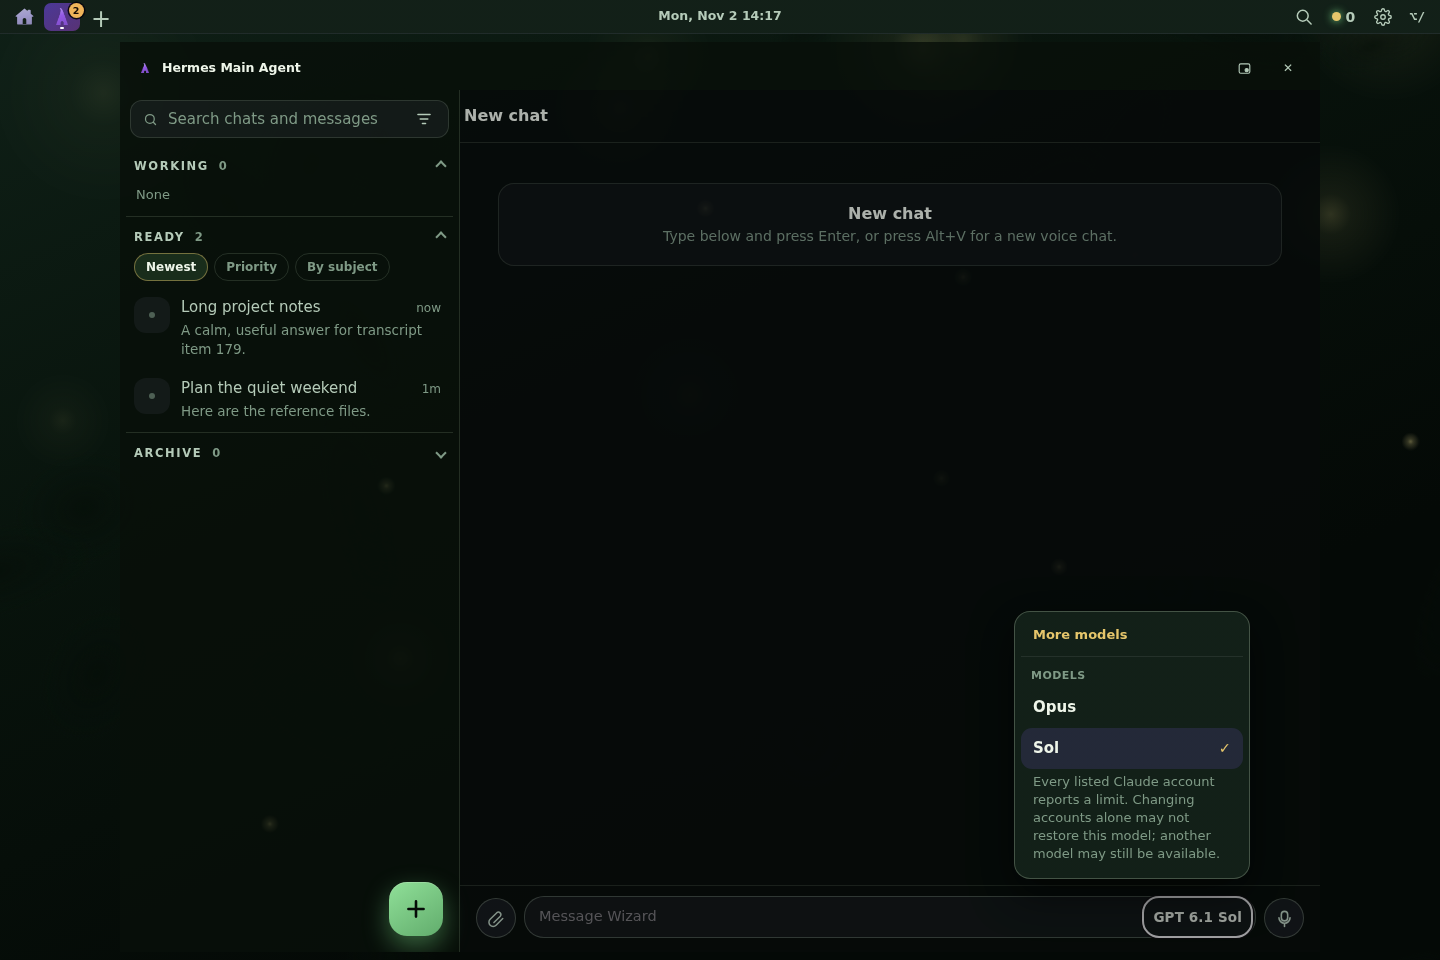 2
Mon, Nov 2 14:17
0
⌥/
Hermes Main Agent
Search chats and messages
New chat
WORKING 0
None
READY 2
Newest Priority By subject
Long project notes now
A calm, useful answer for transcript
item 179.
Plan the quiet weekend 1m
Here are the reference files.
ARCHIVE 0
New chat
Type below and press Enter, or press Alt+V for a new voice chat.
More models
MODELS
Opus
Sol ✓
Every listed Claude account
reports a limit. Changing
accounts alone may not
restore this model; another
model may still be available.
Message Wizard
GPT 6.1 Sol